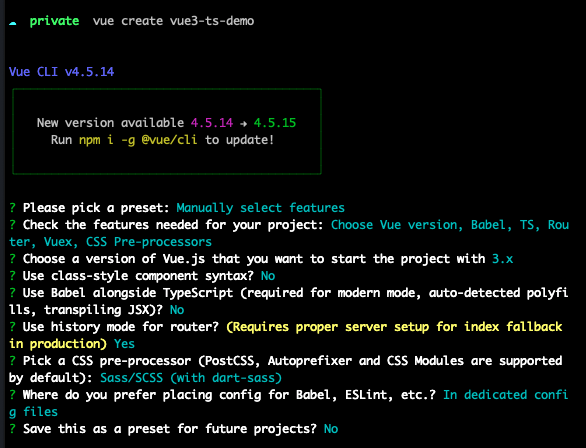 private vue create vue3-ts-demo
Vue CLI v4.5.14
New version available 4.5.14 → 4.5.15
Run npm i -g @vue/cli to update!
? Please pick a preset: Manually select features
? Check the features needed for your project: Choose Vue version, Babel, TS, Rou
ter, Vuex, CSS Pre-processors
? Choose a version of Vue.js that you want to start the project with 3.x
? Use class-style component syntax? No
? Use Babel alongside TypeScript (required for modern mode, auto-detected polyfi
lls, transpiling JSX)? No
? Use history mode for router? (Requires proper server setup for index fallback
in production) Yes
? Pick a CSS pre-processor (PostCSS, Autoprefixer and CSS Modules are supported
by default): Sass/SCSS (with dart-sass)
? Where do you prefer placing config for Babel, ESLint, etc.? In dedicated confi
g files
? Save this as a preset for future projects? No